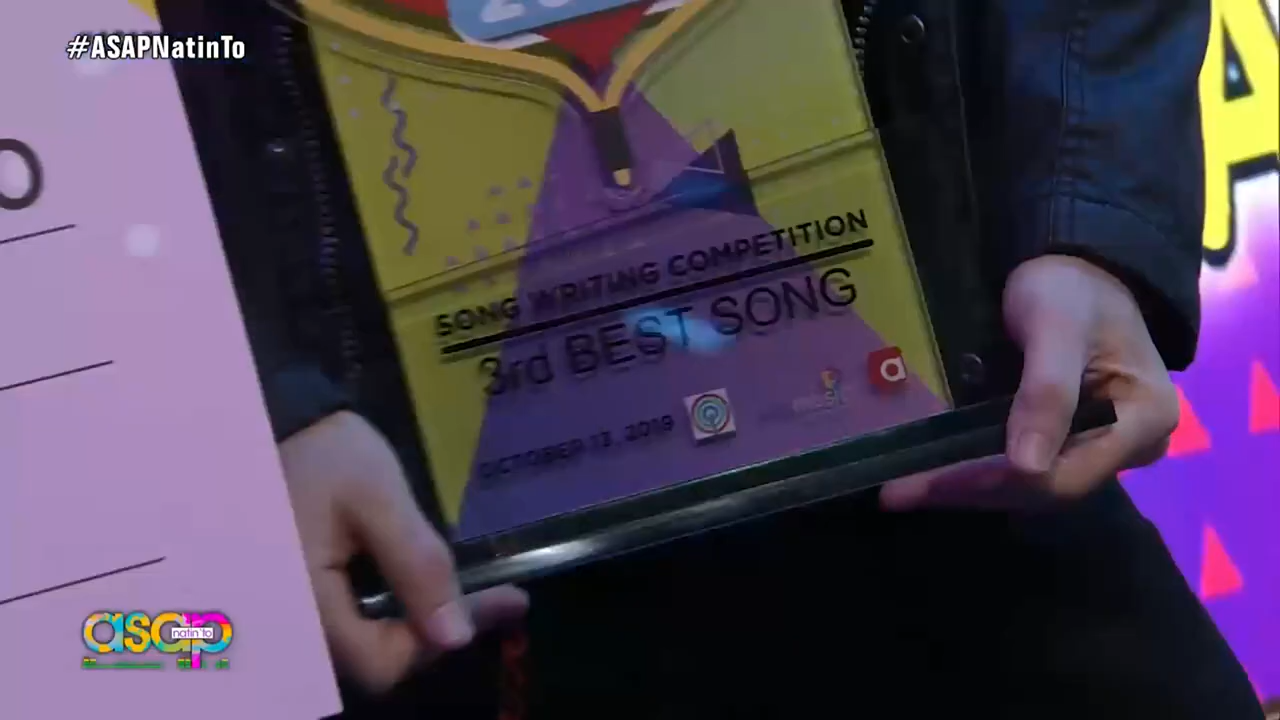 #ASAPNatinTo
SONG WRITING COMPETITION
3rd BEST SONG
OCTOBER 13, 2019
a
asap
natin'to